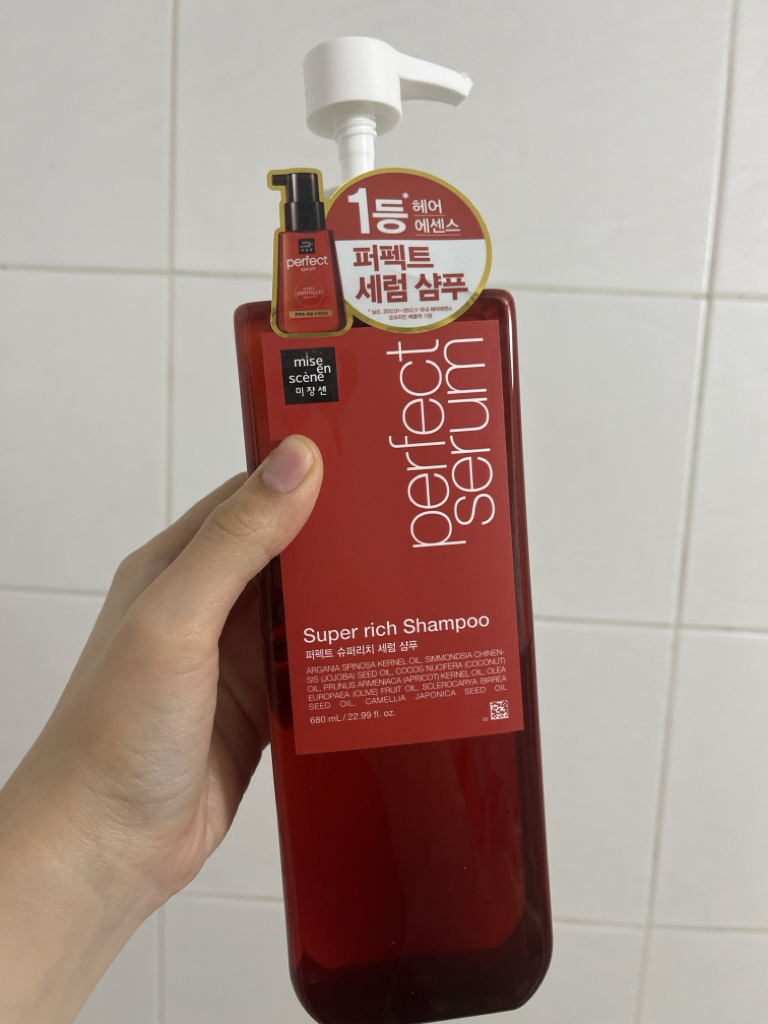 1등* 헤어
에센스
퍼펙트
세럼 샴푸
perfect
serum
mise
en
scène
미쟝센
perfect
serum
Super rich Shampoo
퍼펙트 슈퍼리치 세럼 샴푸
ARGANIA SPINOSA KERNEL OIL, SIMMONDSIA CHINEN-
SIS (JOJOBA) SEED OIL, COCOS NUCIFERA (COCONUT)
OIL, PRUNUS ARMENIACA (APRICOT) KERNEL OIL, OLEA
EUROPAEA (OLIVE) FRUIT OIL, SCLEROCARYA BIRREA
SEED OIL, CAMELLIA JAPONICA SEED OIL
680 mL / 22.99 fl. oz.